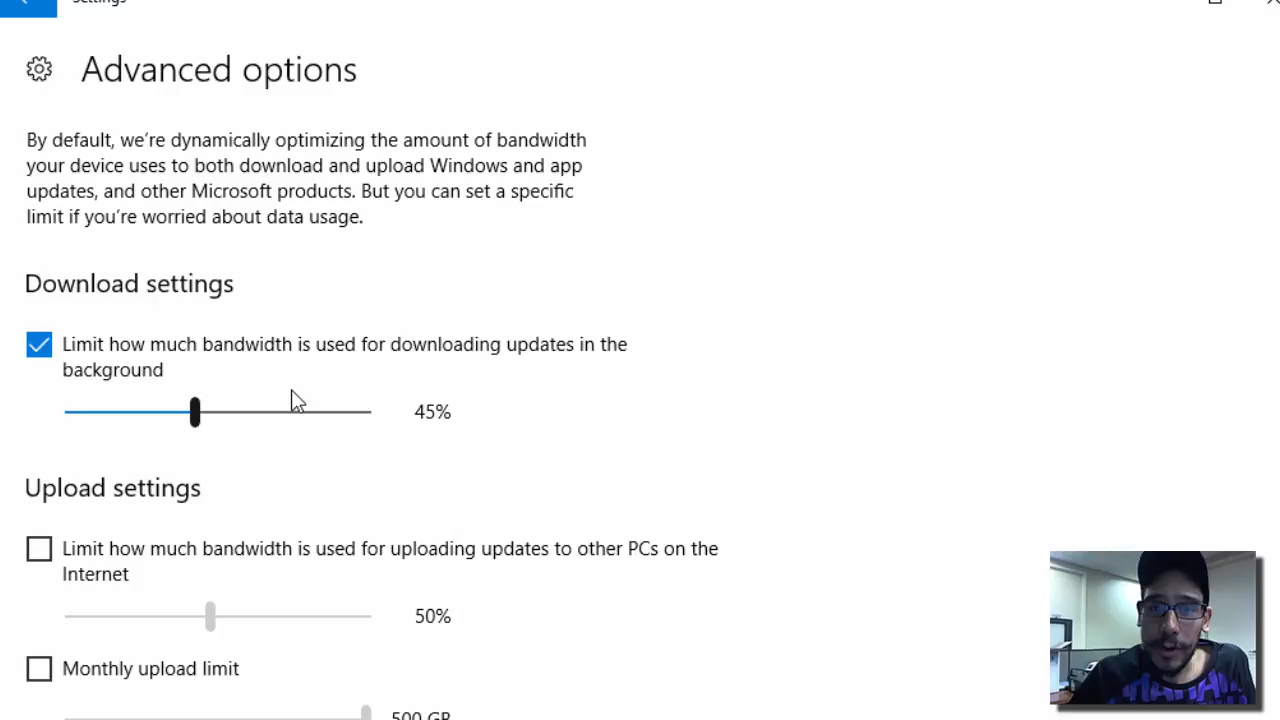 Settings
Advanced options
By default, we're dynamically optimizing the amount of bandwidth
your device uses to both download and upload Windows and app
updates, and other Microsoft products. But you can set a specific
limit if you're worried about data usage.
Download settings
Limit how much bandwidth is used for downloading updates in the
background
45%
Upload settings
Limit how much bandwidth is used for uploading updates to other PCs on the
Internet
50%
Monthly upload limit
500 GB